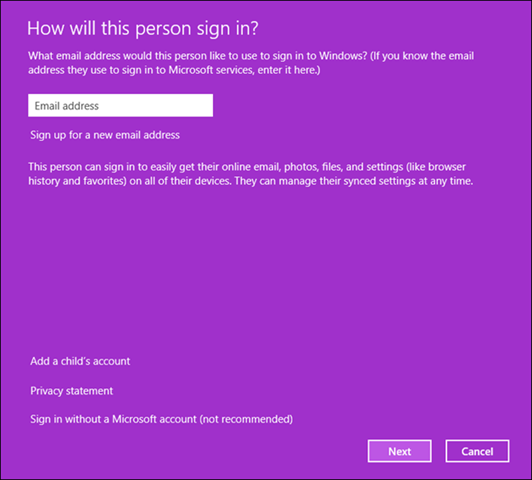 How will this person sign in?
What email address would this person like to use to sign in to Windows? (If you know the email
address they use to sign in to Microsoft services, enter it here.)
Email address
Sign up for a new email address
This person can sign in to easily get their online email, photos, files, and settings (like browser
history and favorites) on all of their devices. They can manage their synced settings at any time.
Add a child's account
Privacy statement
Sign in without a Microsoft account (not recommended)
Next
Cancel